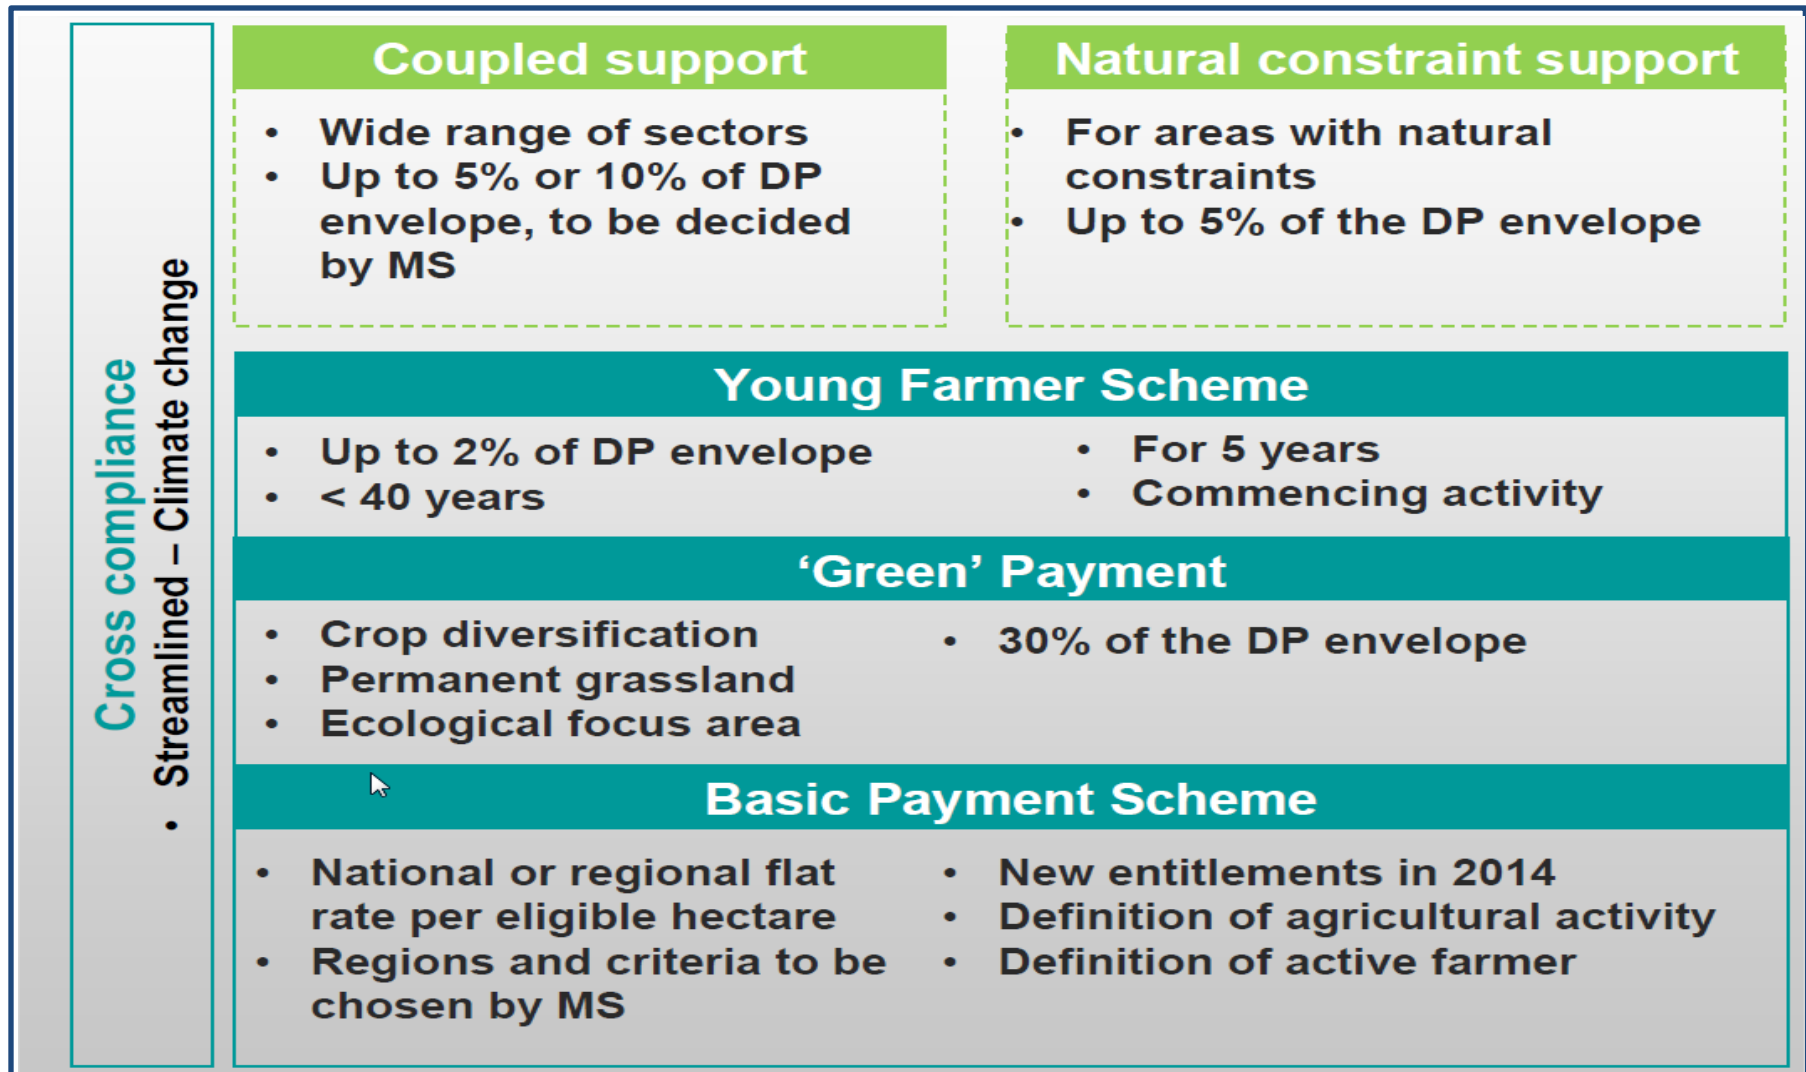 Cross compliance
• Streamlined – Climate change
Coupled support
• Wide range of sectors
• Up to 5% or 10% of DP
envelope, to be decided
by MS
Natural constraint support
• For areas with natural
constraints
• Up to 5% of the DP envelope
Young Farmer Scheme
• Up to 2% of DP envelope
• < 40 years
• For 5 years
• Commencing activity
‘Green’ Payment
• Crop diversification
• Permanent grassland
• Ecological focus area
• 30% of the DP envelope
Basic Payment Scheme
• National or regional flat
rate per eligible hectare
• Regions and criteria to be
chosen by MS
• New entitlements in 2014
• Definition of agricultural activity
• Definition of active farmer